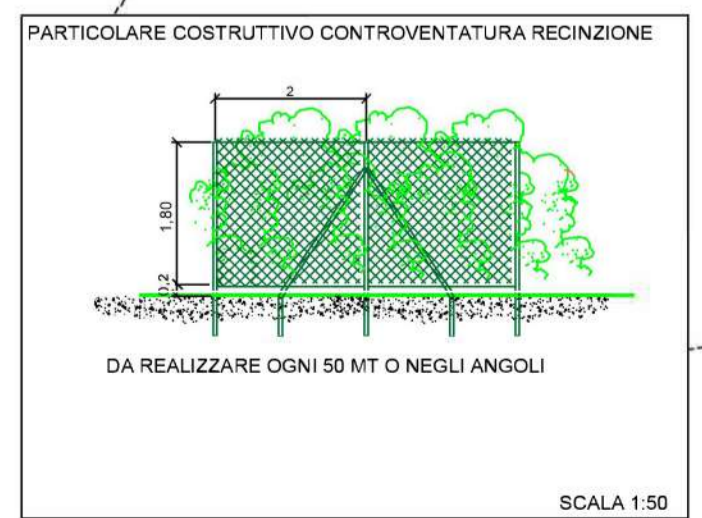 PARTICOLARE COSTRUTTIVO CONTROVENTATURA RECINZIONE
2
1,80
0,2
DA REALIZZARE OGNI 50 MT O NEGLI ANGOLI
SCALA 1:50